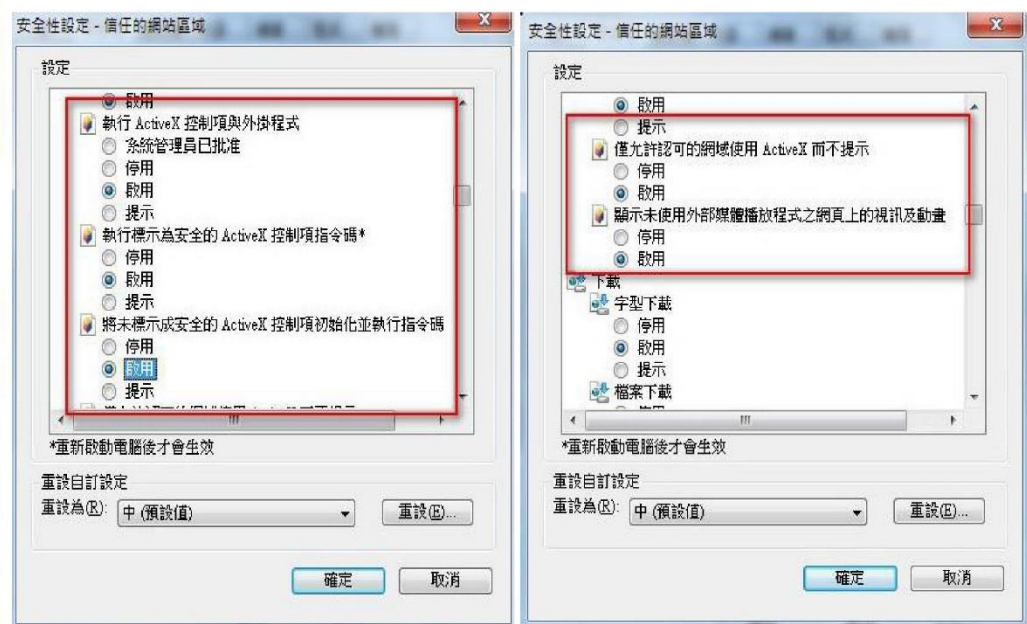 安全性設定 - 信任的網站區域
設定
啟用
執行 ActiveX 控制項與外掛程式
系統管理員已批准
停用
啟用
提示
執行標示為安全的 ActiveX 控制項指令碼*
停用
啟用
提示
將未標示成安全的 ActiveX 控制項初始化並執行指令碼
停用
啟用
提示
*重新啟動電腦後才會生效
重設自訂設定
重設為(R): 中 (預設值) 重設(E)...
確定 取消
安全性設定 - 信任的網站區域
設定
啟用
提示
僅允許認可的網域使用 ActiveX 而不提示
停用
啟用
顯示未使用外部媒體播放程式之網頁上的視訊及動畫
停用
啟用
下載
字型下載
停用
啟用
提示
檔案下載
*重新啟動電腦後才會生效
重設自訂設定
重設為(R): 中 (預設值) 重設(E)...
確定 取消